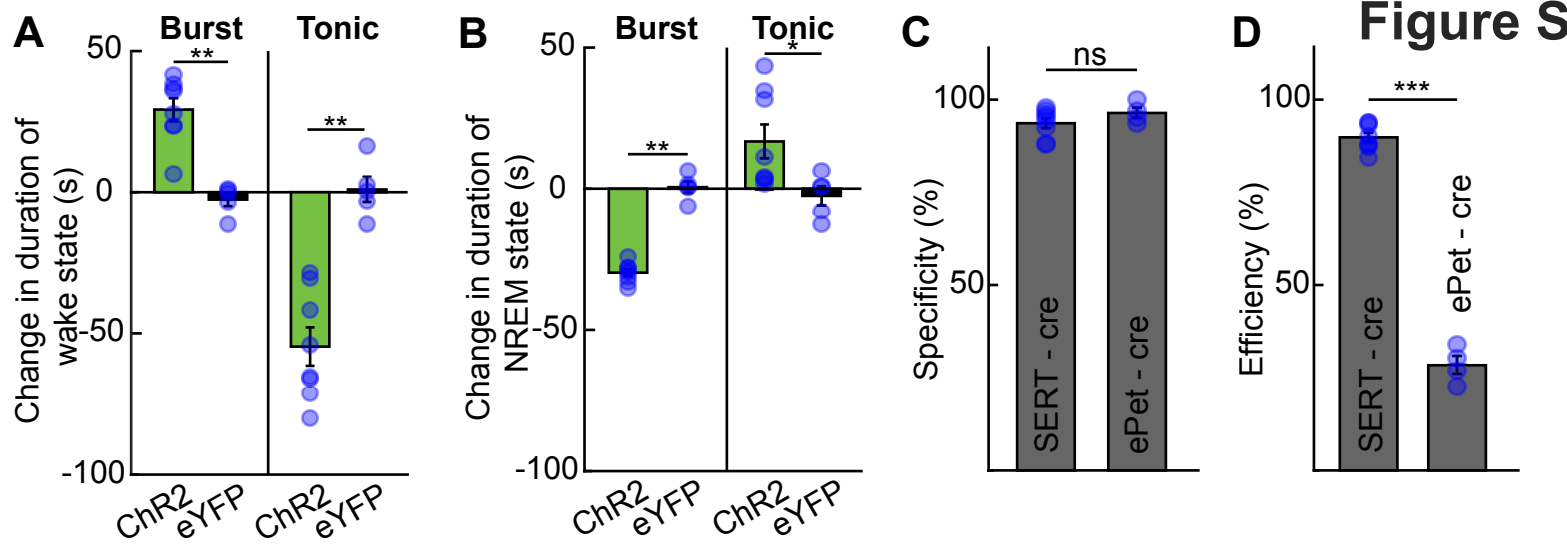 Figure S
A
Burst
Tonic
50
0
-50
-100
**
**
Change in duration of
wake state (s)
ChR2
eYFP
ChR2
eYFP
B
Burst
Tonic
50
0
-50
-100
**
*
Change in duration of
NREM state (s)
ChR2
eYFP
ChR2
eYFP
C
ns
100
50
Specificity (%)
SERT - cre
ePet - cre
D
***
100
50
Efficiency (%)
SERT - cre
ePet - cre